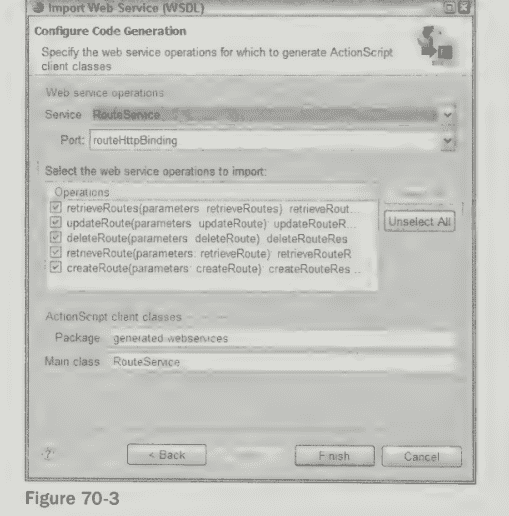 Import Web Service (WSDL)
Configure Code Generation
Specify the web service operations for which to generate ActionScript
client classes
Web service operations
Service RouteService
Port: routeHttpBinding
Select the web service operations to import:
Operations
retrieveRoutes(parameters retrieveRoutes) retrieveRout...
updateRoute(parameters updateRoute) updateRouteR...
Unselect All
deleteRoute(parameters deleteRoute) deleteRouteRes
retrieveRoute(parameters: retrieveRoute) retrieveRouteR
createRoute(parameters: createRoute) createRouteRes ...
ActionScript client classes
Package generated webservices
Main class RouteService
?
< Back
Finish
Cancel
Figure 70-3